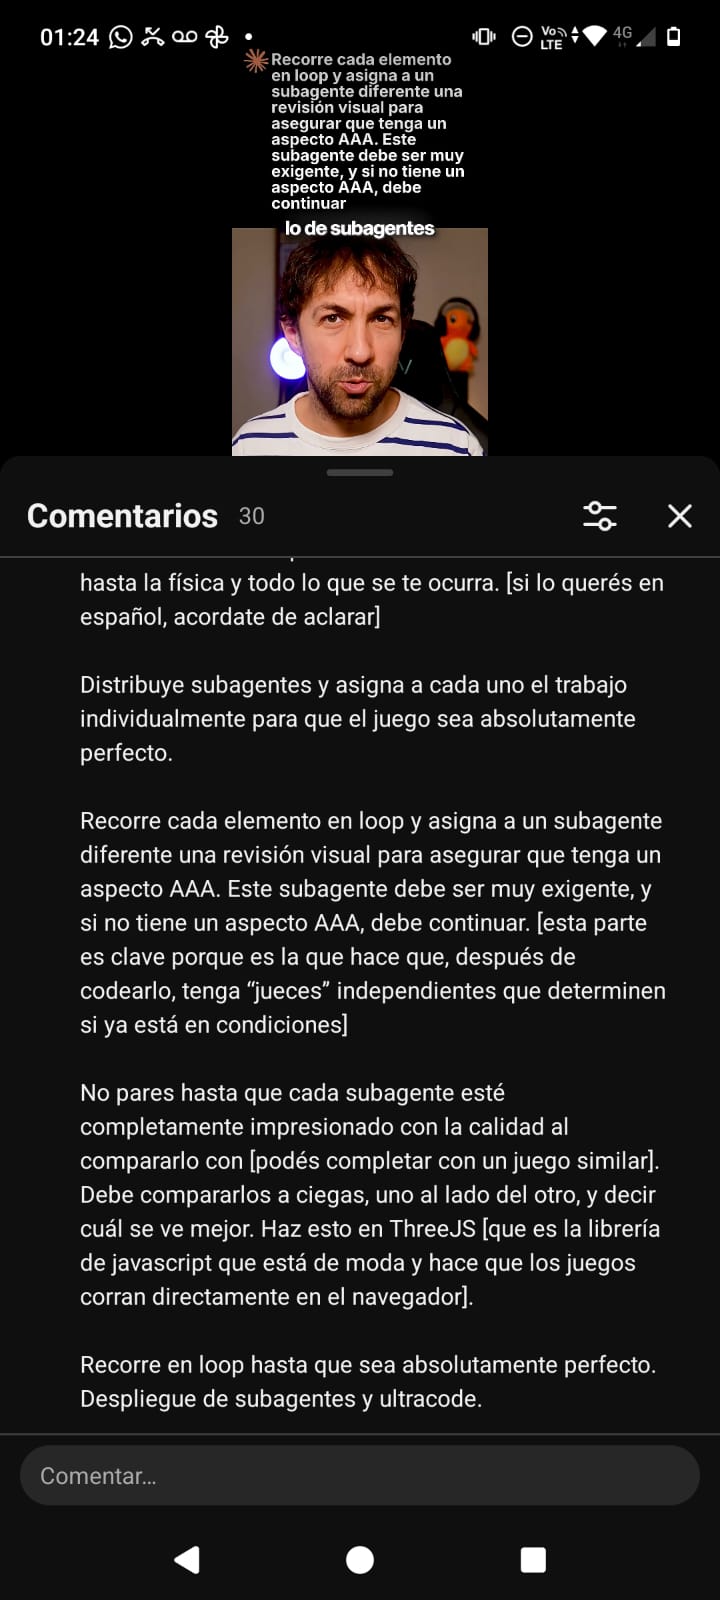 01:24
Vo
LTE
4G
Recorre cada elemento
en loop y asigna a un
subagente diferente una
revisión visual para
asegurar que tenga un
aspecto AAA. Este
subagente debe ser muy
exigente, y si no tiene un
aspecto AAA, debe
continuar
lo de subagentes
Comentarios 30
hasta la física y todo lo que se te ocurra. [si lo querés en
español, acordate de aclarar]
Distribuye subagentes y asigna a cada uno el trabajo
individualmente para que el juego sea absolutamente
perfecto.
Recorre cada elemento en loop y asigna a un subagente
diferente una revisión visual para asegurar que tenga un
aspecto AAA. Este subagente debe ser muy exigente, y
si no tiene un aspecto AAA, debe continuar. [esta parte
es clave porque es la que hace que, después de
codearlo, tenga “jueces” independientes que determinen
si ya está en condiciones]
No pares hasta que cada subagente esté
completamente impresionado con la calidad al
compararlo con [podés completar con un juego similar].
Debe compararlos a ciegas, uno al lado del otro, y decir
cuál se ve mejor. Haz esto en ThreeJS [que es la librería
de javascript que está de moda y hace que los juegos
corran directamente en el navegador].
Recorre en loop hasta que sea absolutamente perfecto.
Despliegue de subagentes y ultracode.
Comentar...